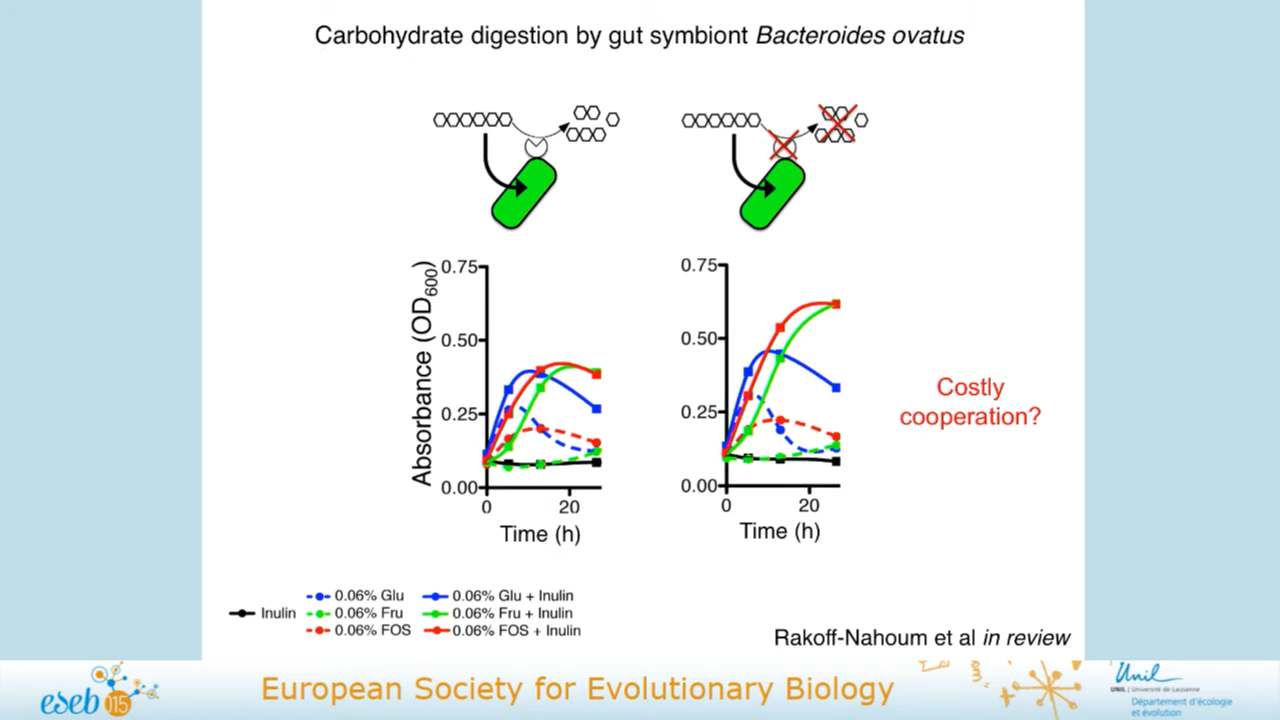 Carbohydrate digestion by gut symbiont Bacteroides ovatus
Absorbance (OD600)
0.75
0.50
0.25
0.00
0
20
Time (h)
0.75
0.50
0.25
0.00
0
20
Time (h)
Costly
cooperation?
Inulin
0.06% Glu
0.06% Fru
0.06% FOS
0.06% Glu + Inulin
0.06% Fru + Inulin
0.06% FOS + Inulin
Rakoff-Nahoum et al in review
eseb 15
European Society for Evolutionary Biology
Unil
UNIL | Université de Lausanne
Département d'écologie
et évolution